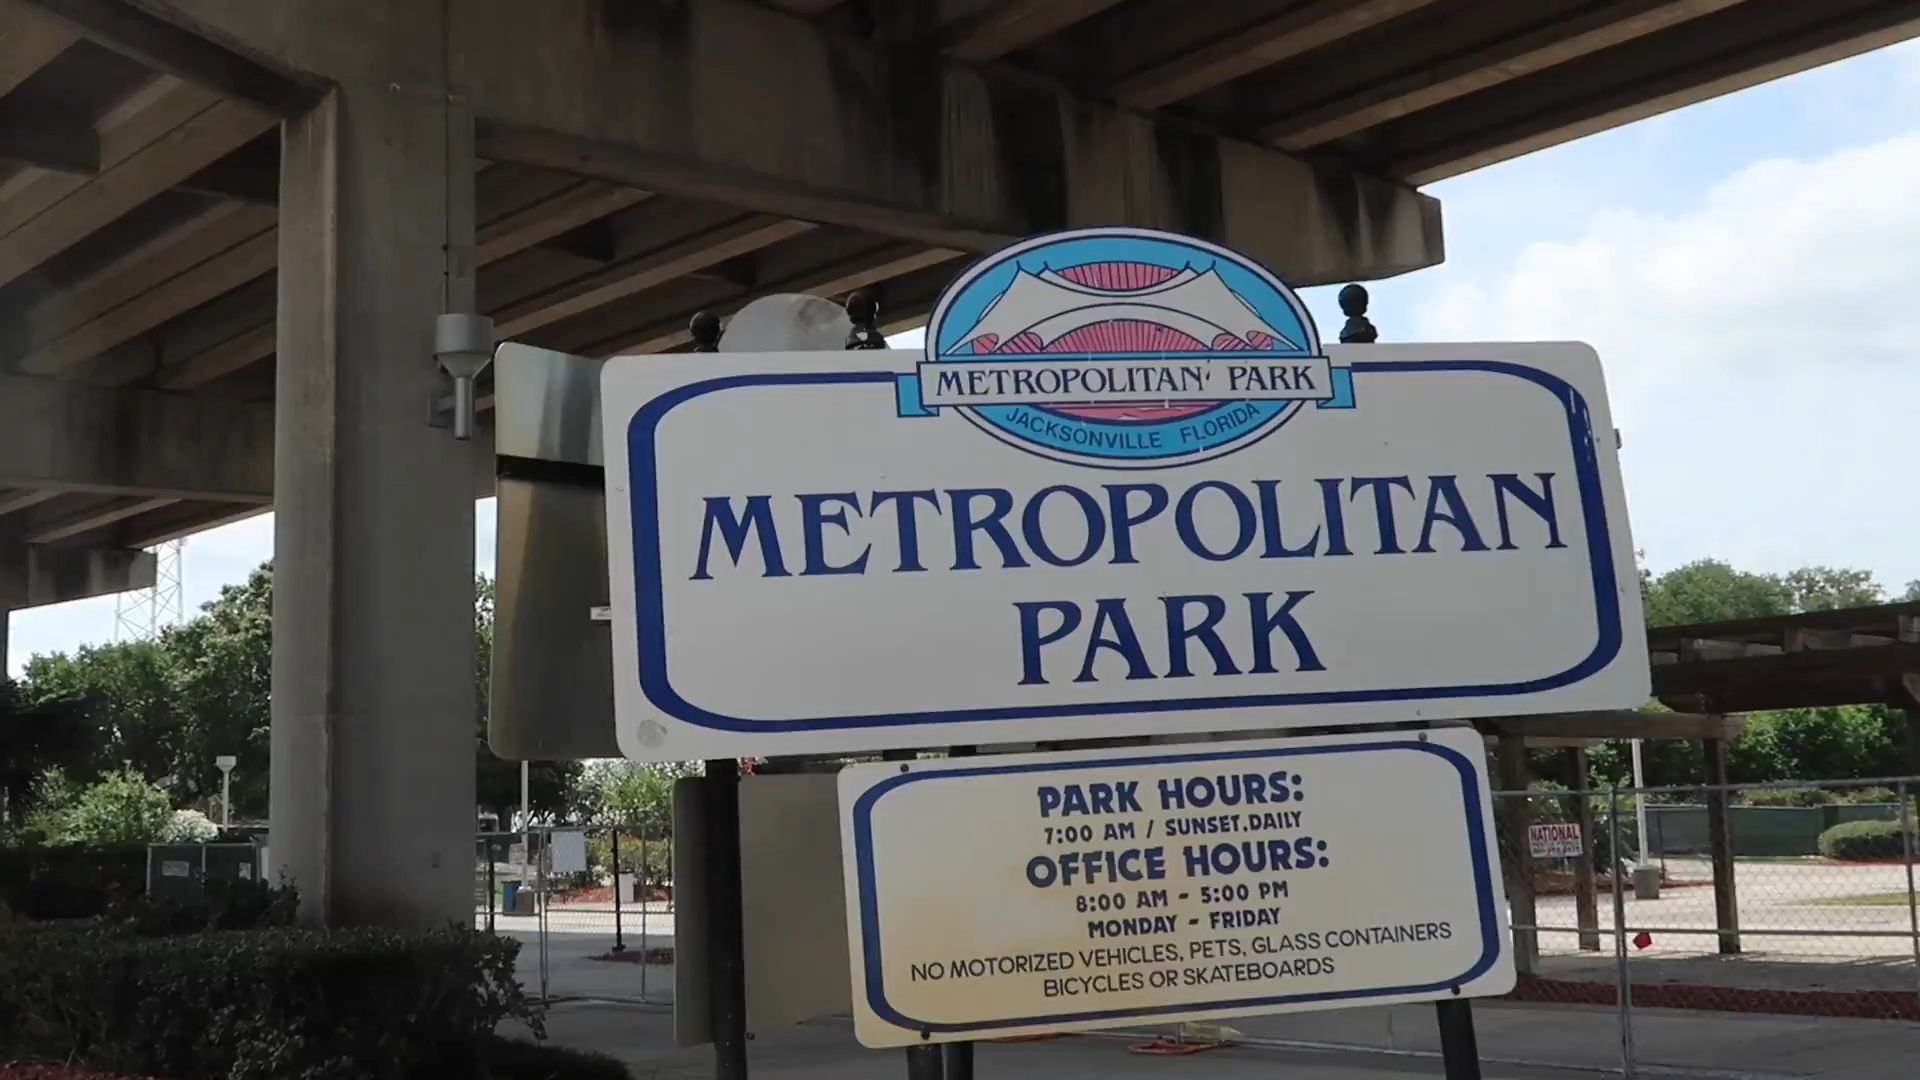 METROPOLITAN PARK
JACKSONVILLE FLORIDA
METROPOLITAN
PARK
PARK HOURS:
7:00 AM / SUNSET.DAILY
OFFICE HOURS:
8:00 AM - 5:00 PM
MONDAY - FRIDAY
NO MOTORIZED VEHICLES, PETS, GLASS CONTAINERS
BICYCLES OR SKATEBOARDS
NATIONAL